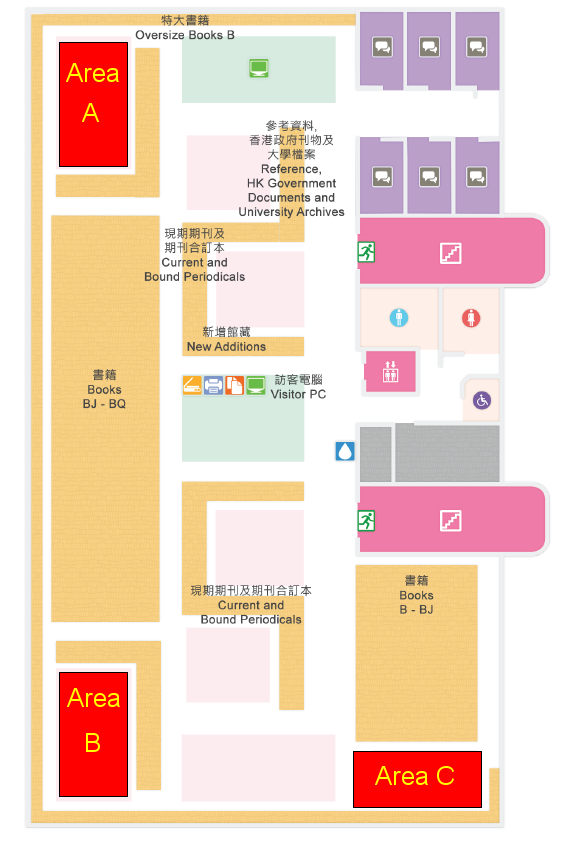 特大書籍
Oversize Books B
Area
A
參考資料,
香港政府刊物及
大學檔案
Reference,
HK Government
Documents and
University Archives
現期期刊及
期刊合訂本
Current and
Bound Periodicals
新增館藏
New Additions
書籍
Books
BJ - BQ
訪客電腦
Visitor PC
現期期刊及期刊合訂本
Current and
Bound Periodicals
書籍
Books
B - BJ
Area
B
Area C